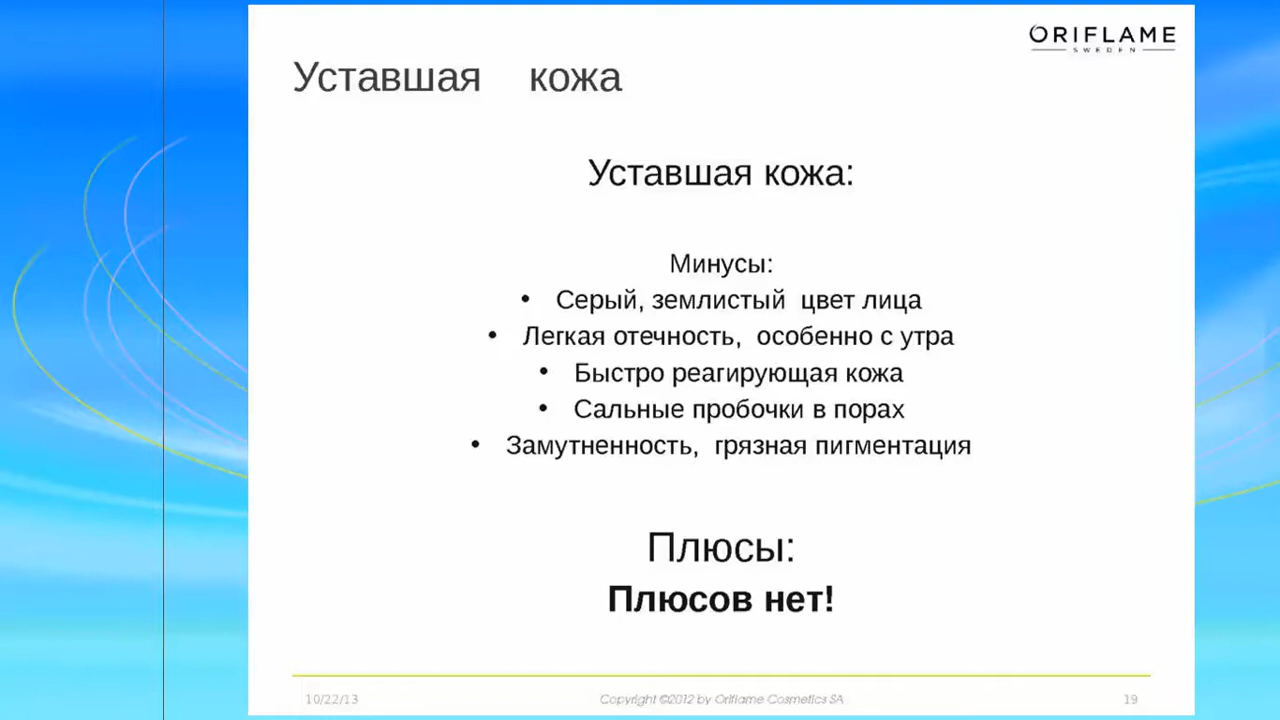 ORIFLAME
SWEDEN
Уставшая кожа
Уставшая кожа:
Минусы:
• Серый, землистый цвет лица
• Легкая отечность, особенно с утра
• Быстро реагирующая кожа
• Сальные пробочки в порах
• Замутненность, грязная пигментация
Плюсы:
Плюсов нет!
10/22/13 Copyright ©2012 by Oriflame Cosmetics SA 19